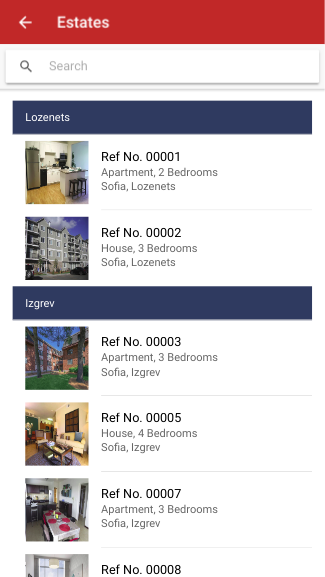 Estates
Search
Lozenets
Ref No. 00001
Apartment, 2 Bedrooms
Sofia, Lozenets
Ref No. 00002
House, 3 Bedrooms
Sofia, Lozenets
Izgrev
Ref No. 00003
Apartment, 3 Bedrooms
Sofia, Izgrev
Ref No. 00005
House, 4 Bedrooms
Sofia, Izgrev
Ref No. 00007
Apartment, 3 Bedrooms
Sofia, Izgrev
Ref No. 00008